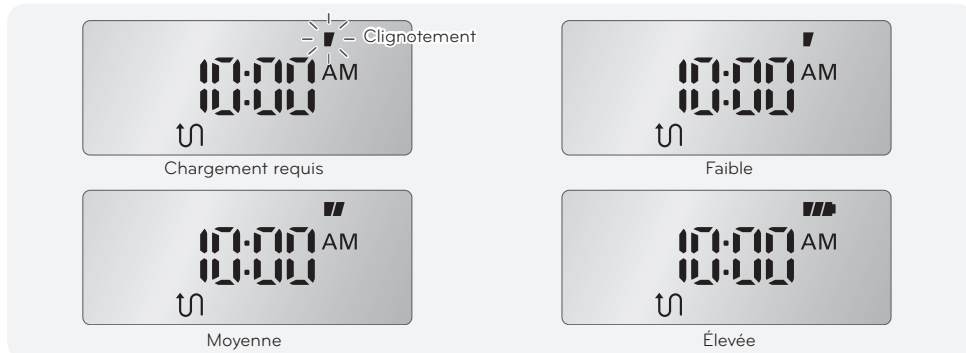 Clignotement
10:00 AM
Chargement requis
10:00 AM
Faible
10:00 AM
Moyenne
10:00 AM
Élevée